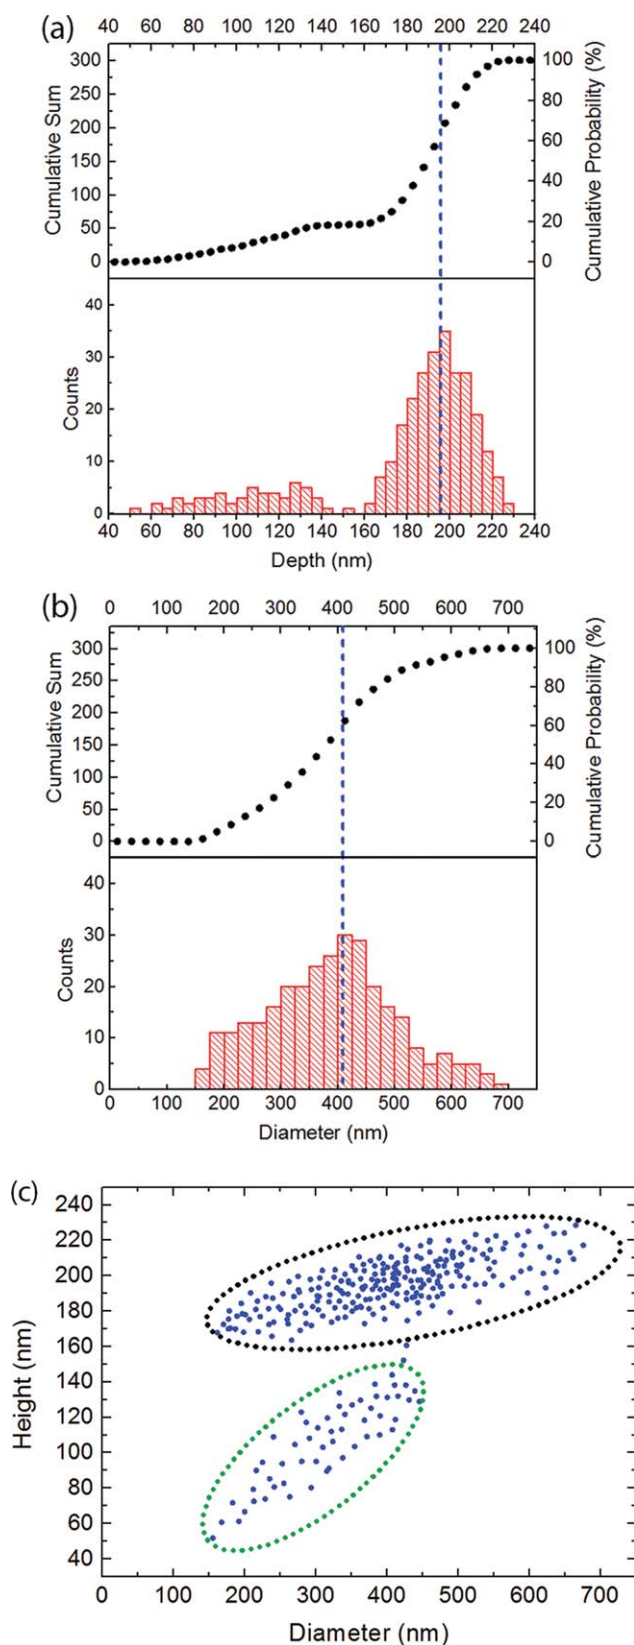 (a)
40 60 80 100 120 140 160 180 200 220 240
300
250
200
150
100
50
0
Cumulative Sum
100
80
60
40
20
0
Cumulative Probability (%)
40
30
20
10
0
Counts
40 60 80 100 120 140 160 180 200 220 240
Depth (nm)
(b)
0 100 200 300 400 500 600 700
300
250
200
150
100
50
0
Cumulative Sum
100
80
60
40
20
0
Cumulative Probability (%)
40
30
20
10
0
Counts
0 100 200 300 400 500 600 700
Diameter (nm)
(c)
240
220
200
180
160
140
120
100
80
60
40
Height (nm)
0 100 200 300 400 500 600 700
Diameter (nm)